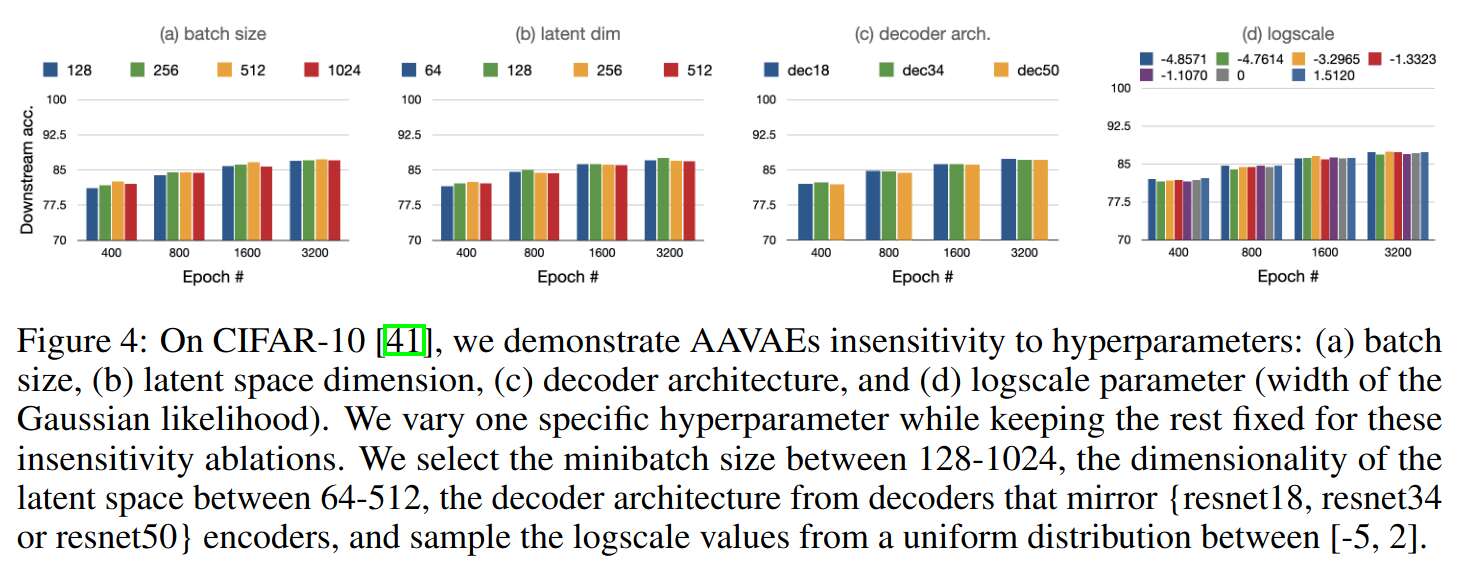 (a) batch size
128 256 512 1024
Downstream acc.
100
92.5
85
77.5
70
400 800 1600 3200
Epoch #
(b) latent dim
64 128 256 512
100
92.5
85
77.5
70
400 800 1600 3200
Epoch #
(c) decoder arch.
dec18 dec34 dec50
100
92.5
85
77.5
70
400 800 1600 3200
Epoch #
(d) logscale
-4.8571 -4.7614 -3.2965 -1.3323
-1.1070 0 1.5120
100
92.5
85
77.5
70
400 800 1600 3200
Epoch #
Figure 4: On CIFAR-10 [41], we demonstrate AAVAEs insensitivity to hyperparameters: (a) batch
size, (b) latent space dimension, (c) decoder architecture, and (d) logscale parameter (width of the
Gaussian likelihood). We vary one specific hyperparameter while keeping the rest fixed for these
insensitivity ablations. We select the minibatch size between 128-1024, the dimensionality of the
latent space between 64-512, the decoder architecture from decoders that mirror {resnet18, resnet34
or resnet50} encoders, and sample the logscale values from a uniform distribution between [-5, 2].